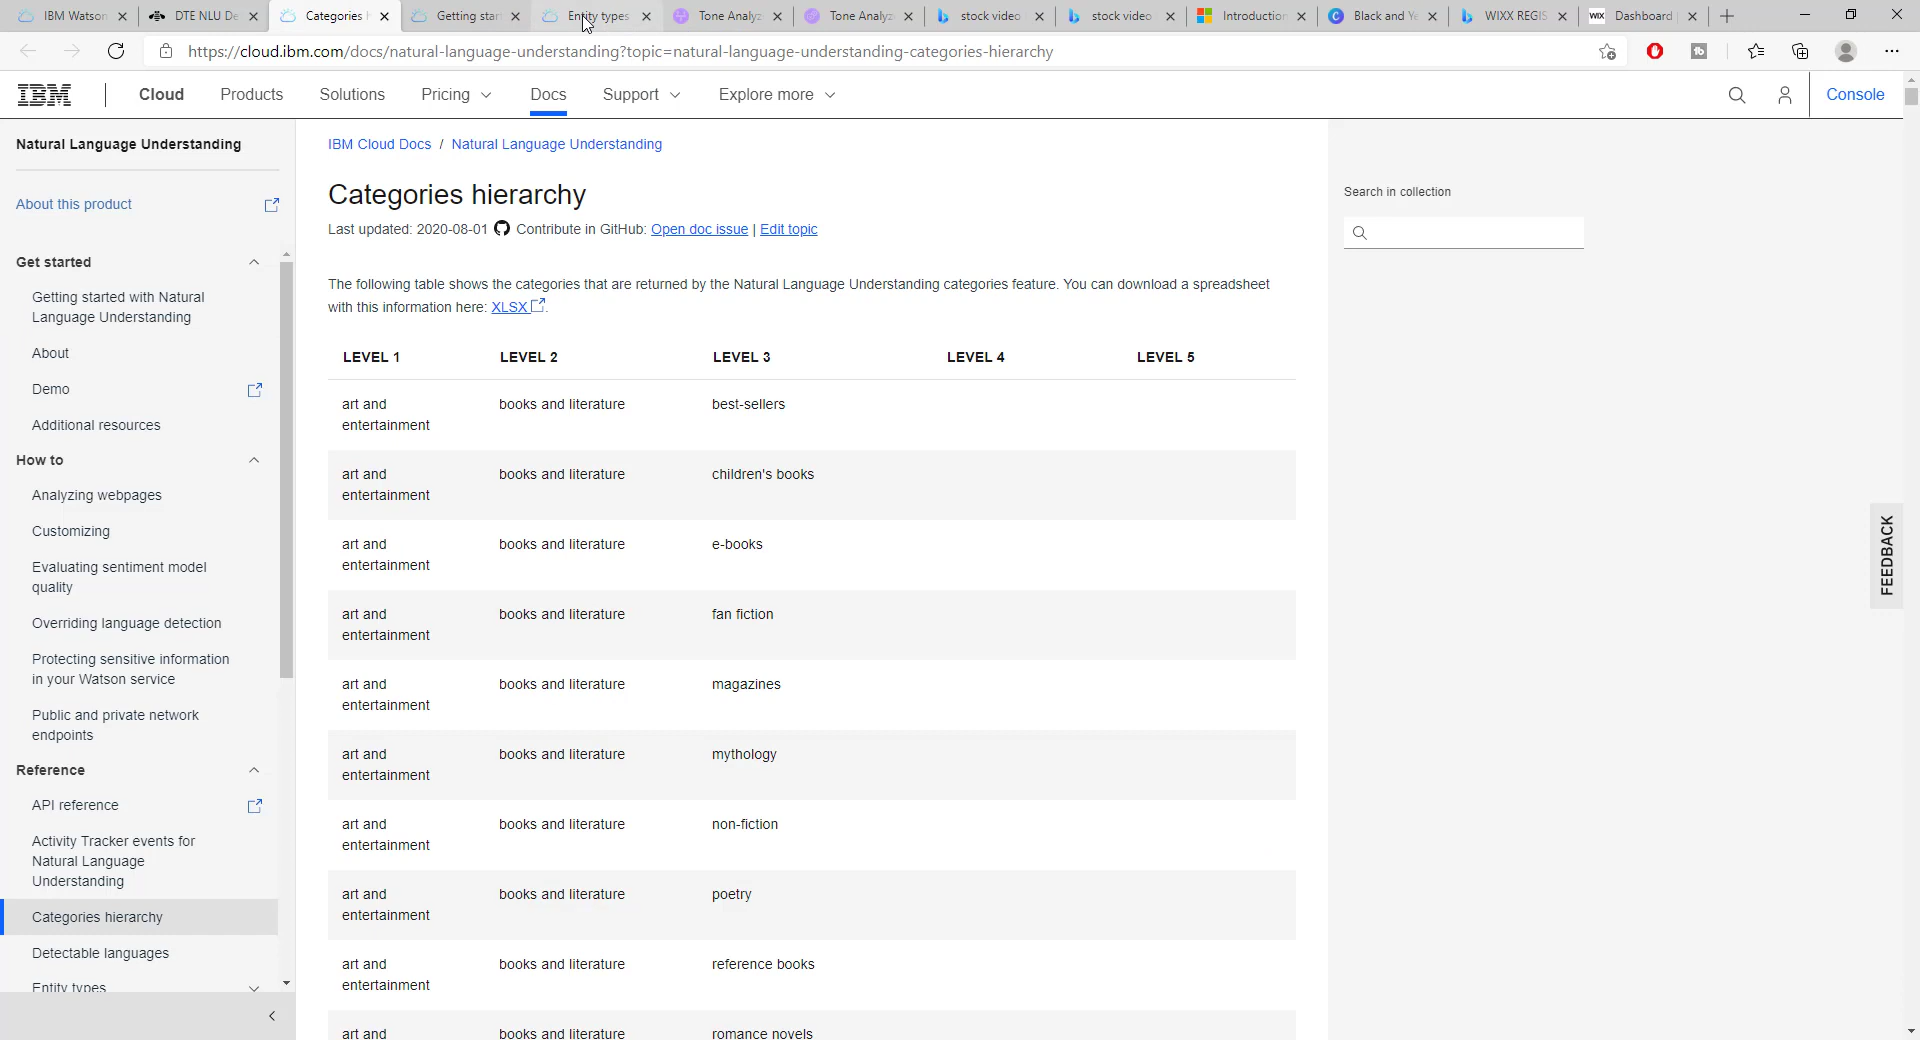 IBM Watson
DTE NLU De
Categories H
Getting star
Entity types
Tone Analyz
Tone Analyz
stock video
stock video
Introduction
Black and Ye
WIXX REGIS
WIX Dashboard
https://cloud.ibm.com/docs/natural-language-understanding?topic=natural-language-understanding-categories-hierarchy
IBM
Cloud
Products
Solutions
Pricing
Docs
Support
Explore more
Console
Natural Language Understanding
About this product
Get started
Getting started with Natural
Language Understanding
About
Demo
Additional resources
How to
Analyzing webpages
Customizing
Evaluating sentiment model
quality
Overriding language detection
Protecting sensitive information
in your Watson service
Public and private network
endpoints
Reference
API reference
Activity Tracker events for
Natural Language
Understanding
Categories hierarchy
Detectable languages
Entity types
IBM Cloud Docs / Natural Language Understanding
Categories hierarchy
Last updated: 2020-08-01 Contribute in GitHub: Open doc issue | Edit topic
The following table shows the categories that are returned by the Natural Language Understanding categories feature. You can download a spreadsheet
with this information here: XLSX.
LEVEL 1 LEVEL 2 LEVEL 3 LEVEL 4 LEVEL 5
art and books and literature best-sellers
entertainment
art and books and literature children's books
entertainment
art and books and literature e-books
entertainment
art and books and literature fan fiction
entertainment
art and books and literature magazines
entertainment
art and books and literature mythology
entertainment
art and books and literature non-fiction
entertainment
art and books and literature poetry
entertainment
art and books and literature reference books
entertainment
art and books and literature romance novels
Search in collection
FEEDBACK